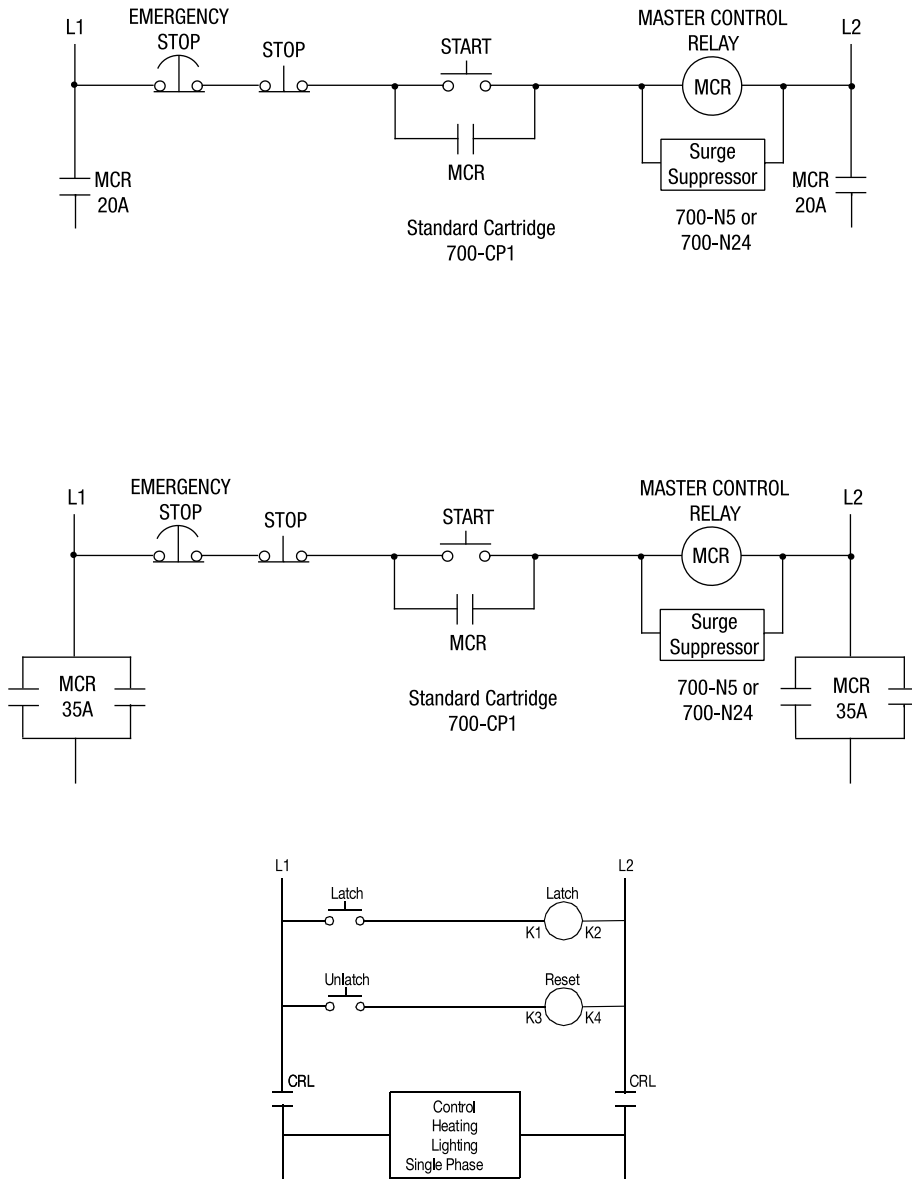 EMERGENCY
STOP
L1
STOP
START
MASTER CONTROL
RELAY
L2
MCR
MCR
20A
MCR
Surge
Suppressor
MCR
20A
Standard Cartridge
700-CP1
700-N5 or
700-N24
EMERGENCY
STOP
L1
STOP
START
MASTER CONTROL
RELAY
L2
MCR
MCR
Surge
Suppressor
MCR
35A
Standard Cartridge
700-CP1
700-N5 or
700-N24
MCR
35A
L1
L2
Latch
Latch
K1
K2
Unlatch
Reset
K3
K4
CRL
CRL
Control
Heating
Lighting
Single Phase